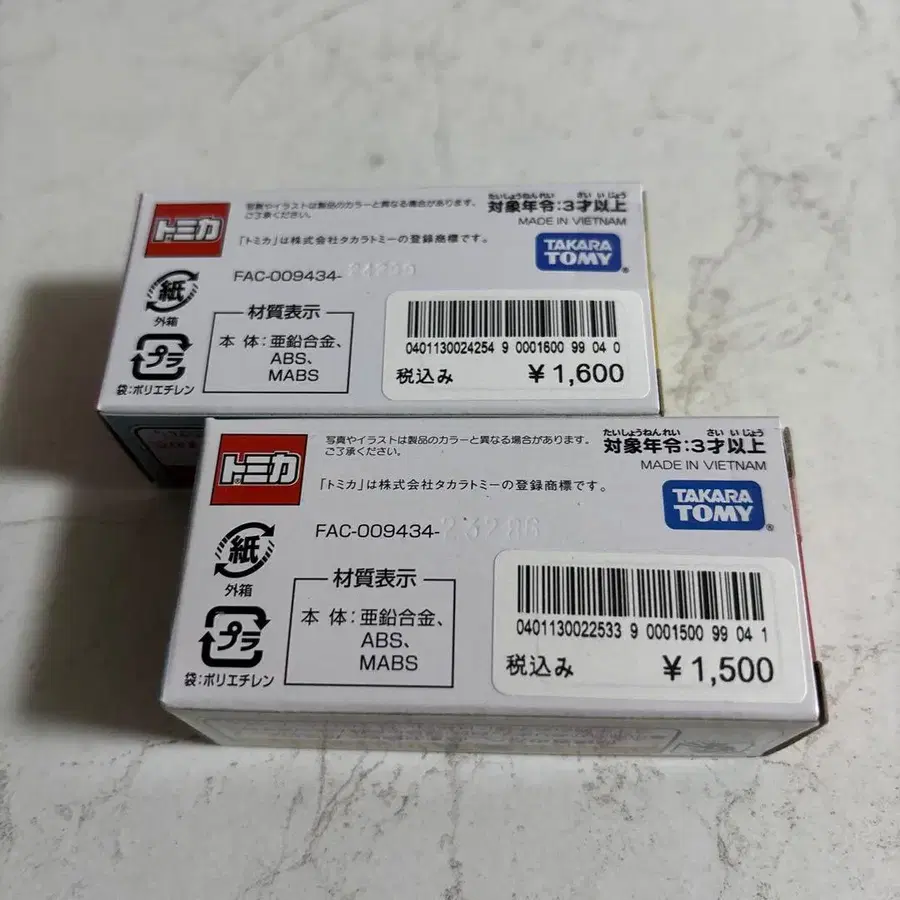 トミカ
写真やイラストは製品のカラーと異なる場合があります。
ご了承ください。
たいしょうねんれい さい いじょう
対象年令:3才以上
MADE IN VIETNAM
「トミカ」は株式会社タカラトミーの登録商標です。
TAKARA
TOMY®
FAC-009434-
紙
外箱
プラ
袋:ポリエチレン
材質表示
本 体:亜鉛合金、
ABS、
MABS
0401130024254 9 0001600 99 04 0
税込み ¥1,600
トミカ
写真やイラストは製品のカラーと異なる場合があります。
ご了承ください。
たいしょうねんれい さい いじょう
対象年令:3才以上
MADE IN VIETNAM
「トミカ」は株式会社タカラトミーの登録商標です。
TAKARA
TOMY®
FAC-009434-23286
紙
外箱
プラ
袋:ポリエチレン
材質表示
本 体:亜鉛合金、
ABS、
MABS
0401130022533 9 0001500 99 04 1
税込み ¥1,500